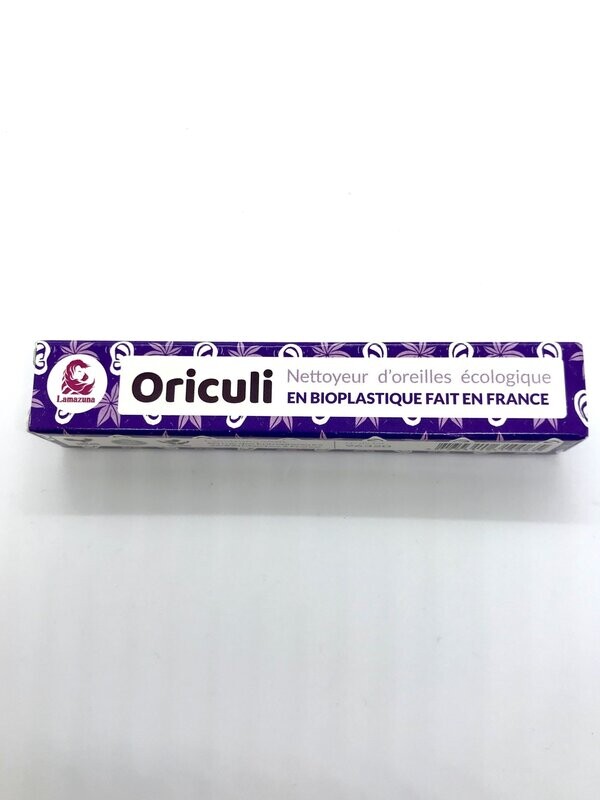 Lamazuna
Oriculi
Nettoyeur d'oreilles écologique
EN BIOPLASTIQUE FAIT EN FRANCE